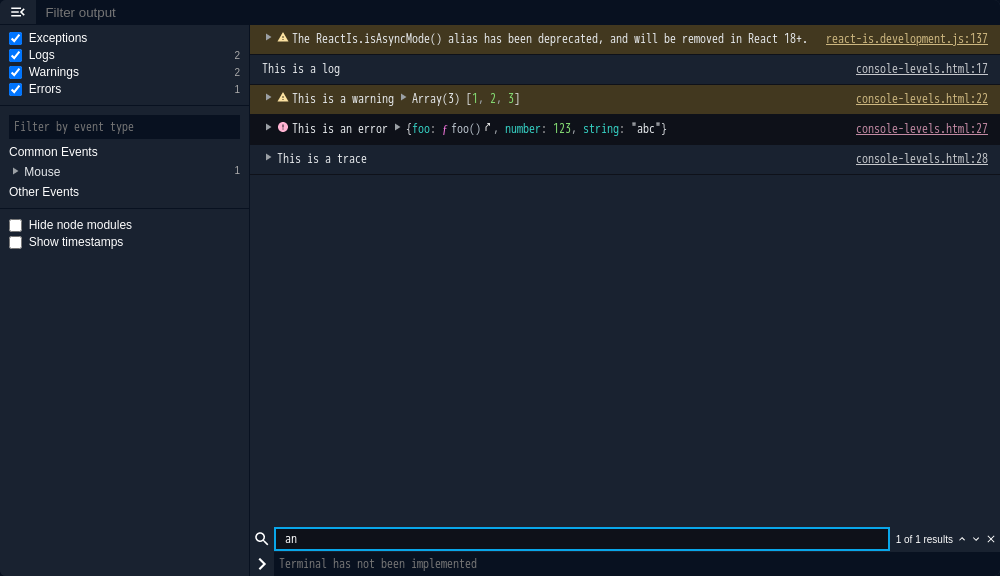 Filter output
Exceptions
Logs 2
Warnings 2
Errors 1
Filter by event type
Common Events
Mouse 1
Other Events
Hide node modules
Show timestamps
The ReactIs.isAsyncMode() alias has been deprecated, and will be removed in React 18+. react-is.development.js:137
This is a log console-levels.html:17
This is a warning Array(3) [1, 2, 3] console-levels.html:22
This is an error {foo: ƒ foo() , number: 123, string: "abc"} console-levels.html:27
This is a trace console-levels.html:28
an 1 of 1 results
Terminal has not been implemented